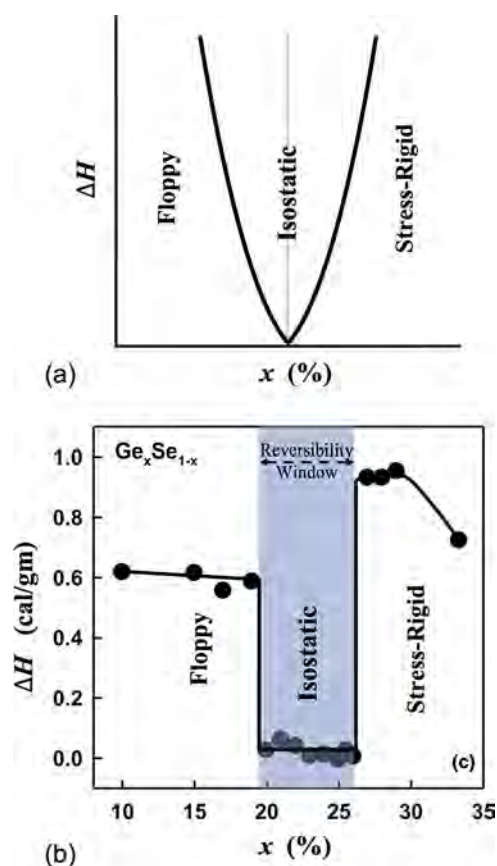 ΔH
Floppy
Isostatic
Stress-Rigid
(a)
x (%)
GexSe1-x
Reversibility
Window
1.0
0.8
0.6
0.4
0.2
0.0
ΔH (cal/gm)
Floppy
Isostatic
Stress-Rigid
(c)
10 15 20 25 30 35
(b)
x (%)